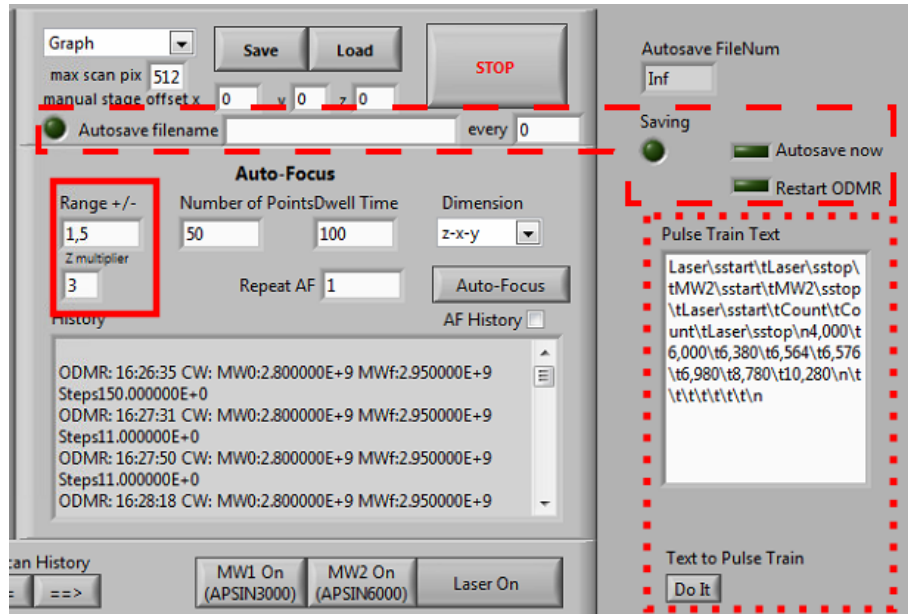 Graph
Save
Load
STOP
max scan pix 512
manual stage offset x 0 y 0 z 0
Autosave filename every 0
Autosave FileNum
Inf
Saving
Autosave now
Restart ODMR
Auto-Focus
Range +/-
Number of Points
Dwell Time
Dimension
1,5
50
100
z-x-y
Z multiplier
3
Repeat AF 1
Auto-Focus
History
AF History
ODMR: 16:26:35 CW: MW0:2.800000E+9 MWf:2.950000E+9
Steps150.000000E+0
ODMR: 16:27:31 CW: MW0:2.800000E+9 MWf:2.950000E+9
Steps11.000000E+0
ODMR: 16:27:50 CW: MW0:2.800000E+9 MWf:2.950000E+9
Steps11.000000E+0
ODMR: 16:28:18 CW: MW0:2.800000E+9 MWf:2.950000E+9
Pulse Train Text
Laser\sstart\tLaser\sstop\
tMW2\sstart\tMW2\sstop
\tLaser\sstart\tCount\tCo
unt\tLaser\sstop\n4,000\t
6,000\t6,380\t6,564\t6,576
\t6,980\t8,780\t10,280\n\t
\t\t\t\t\t\t\n
Text to Pulse Train
Do It
History
==>
MW1 On
(APSIN3000)
MW2 On
(APSIN6000)
Laser On